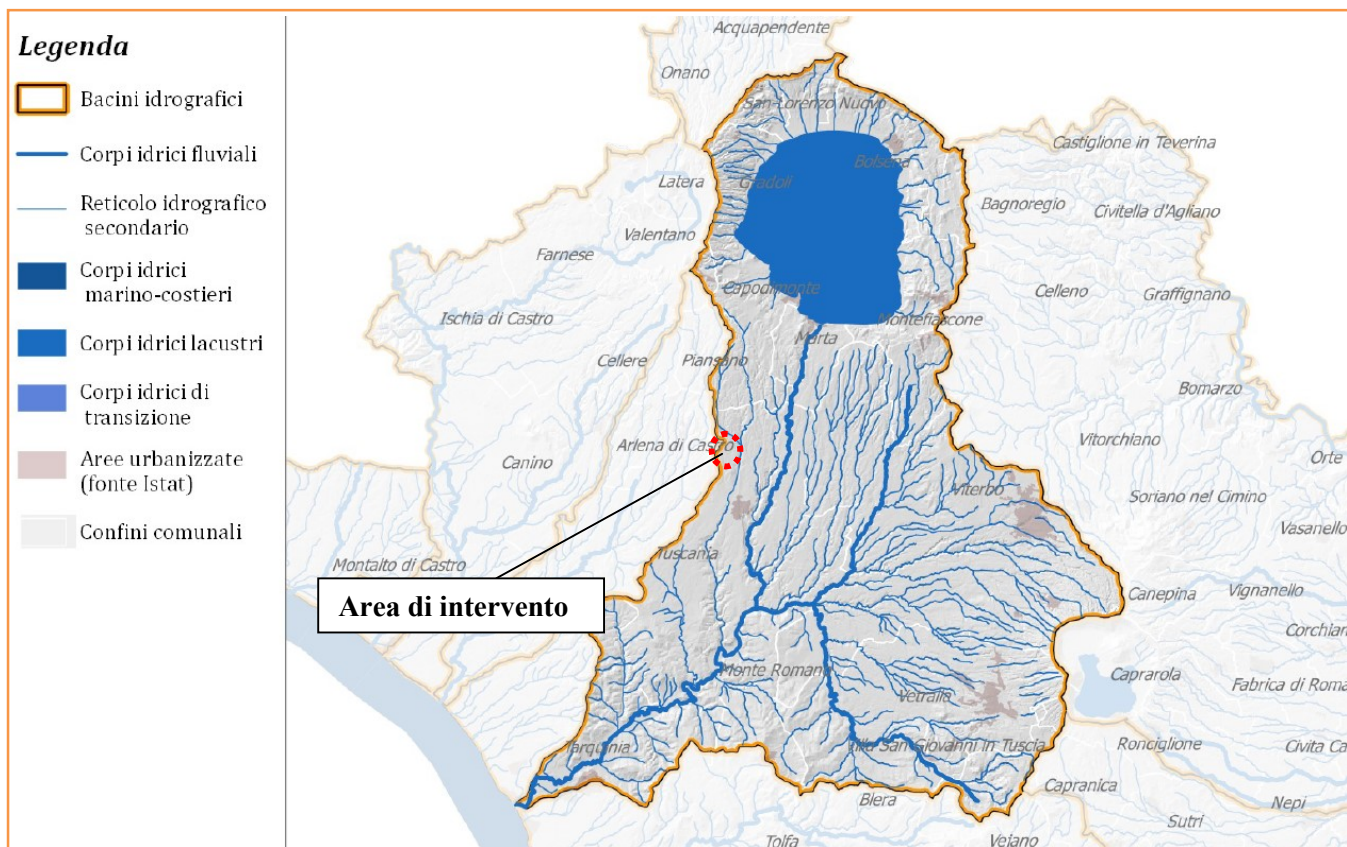 Legenda
Bacini idrografici
Corpi idrici fluviali
Reticolo idrografico
secondario
Corpi idrici
marino-costieri
Corpi idrici lacustri
Corpi idrici di
transizione
Aree urbanizzate
(fonte Istat)
Confini comunali
Acquapendente
Onano
San Lorenzo Nuovo
Castiglione in Teverina
Bolsena
Latera
Gradoli
Bagnoregio
Civitella d'Agliano
Valentano
Farnese
Capodimonte
Celleno
Graffignano
Ischia di Castro
Montefiascone
Marta
Cellere
Piansano
Bomarzo
Arlena di Castro
Vitorchiano
Canino
Orte
Viterbo
Soriano nel Cimino
Vasanello
Tuscania
Montalto di Castro
Canepina
Vignanello
Area di intervento
Corchian
Monte Romano
Caprarola
Fabrica di Roma
Vetralla
Tarquinia
Villa San Giovanni in Tuscia
Ronciglione
Civita Ca
Capranica
Blera
Nepi
Sutri
Tolfa
Vejano